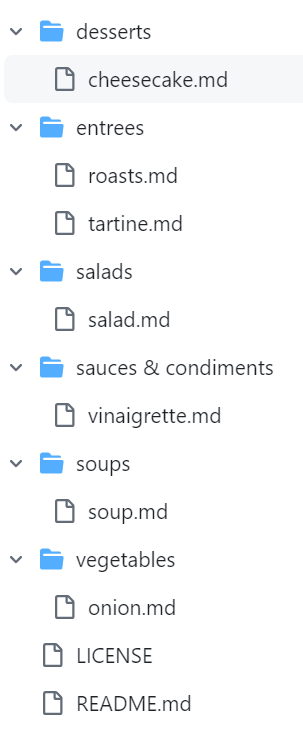 desserts
cheesecake.md
entrees
roasts.md
tartine.md
salads
salad.md
sauces & condiments
vinaigrette.md
soups
soup.md
vegetables
onion.md
LICENSE
README.md